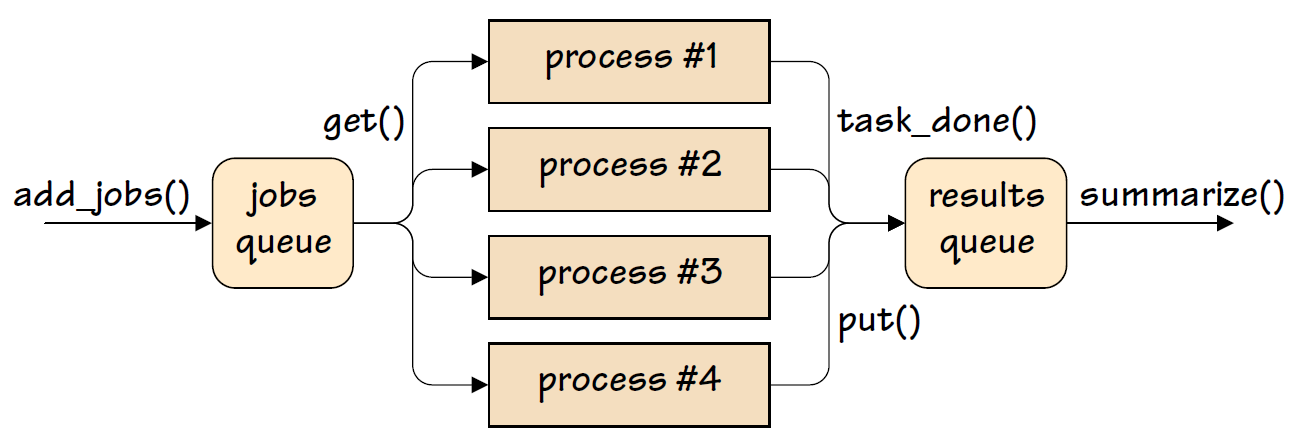 add_jobs()
jobs
queue
get()
process #1
process #2
process #3
process #4
task_done()
put()
results
queue
summarize()